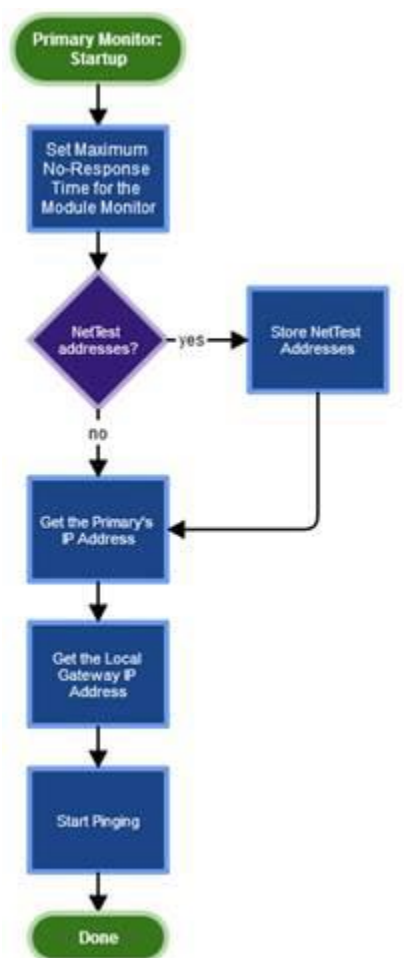 Primary Monitor:
Startup
Set Maximum
No-Response
Time for the
Module Monitor
NetTest
addresses?
yes
Store NetTest
Addresses
no
Get the Primary's
IP Address
Get the Local
Gateway IP
Address
Start Pinging
Done